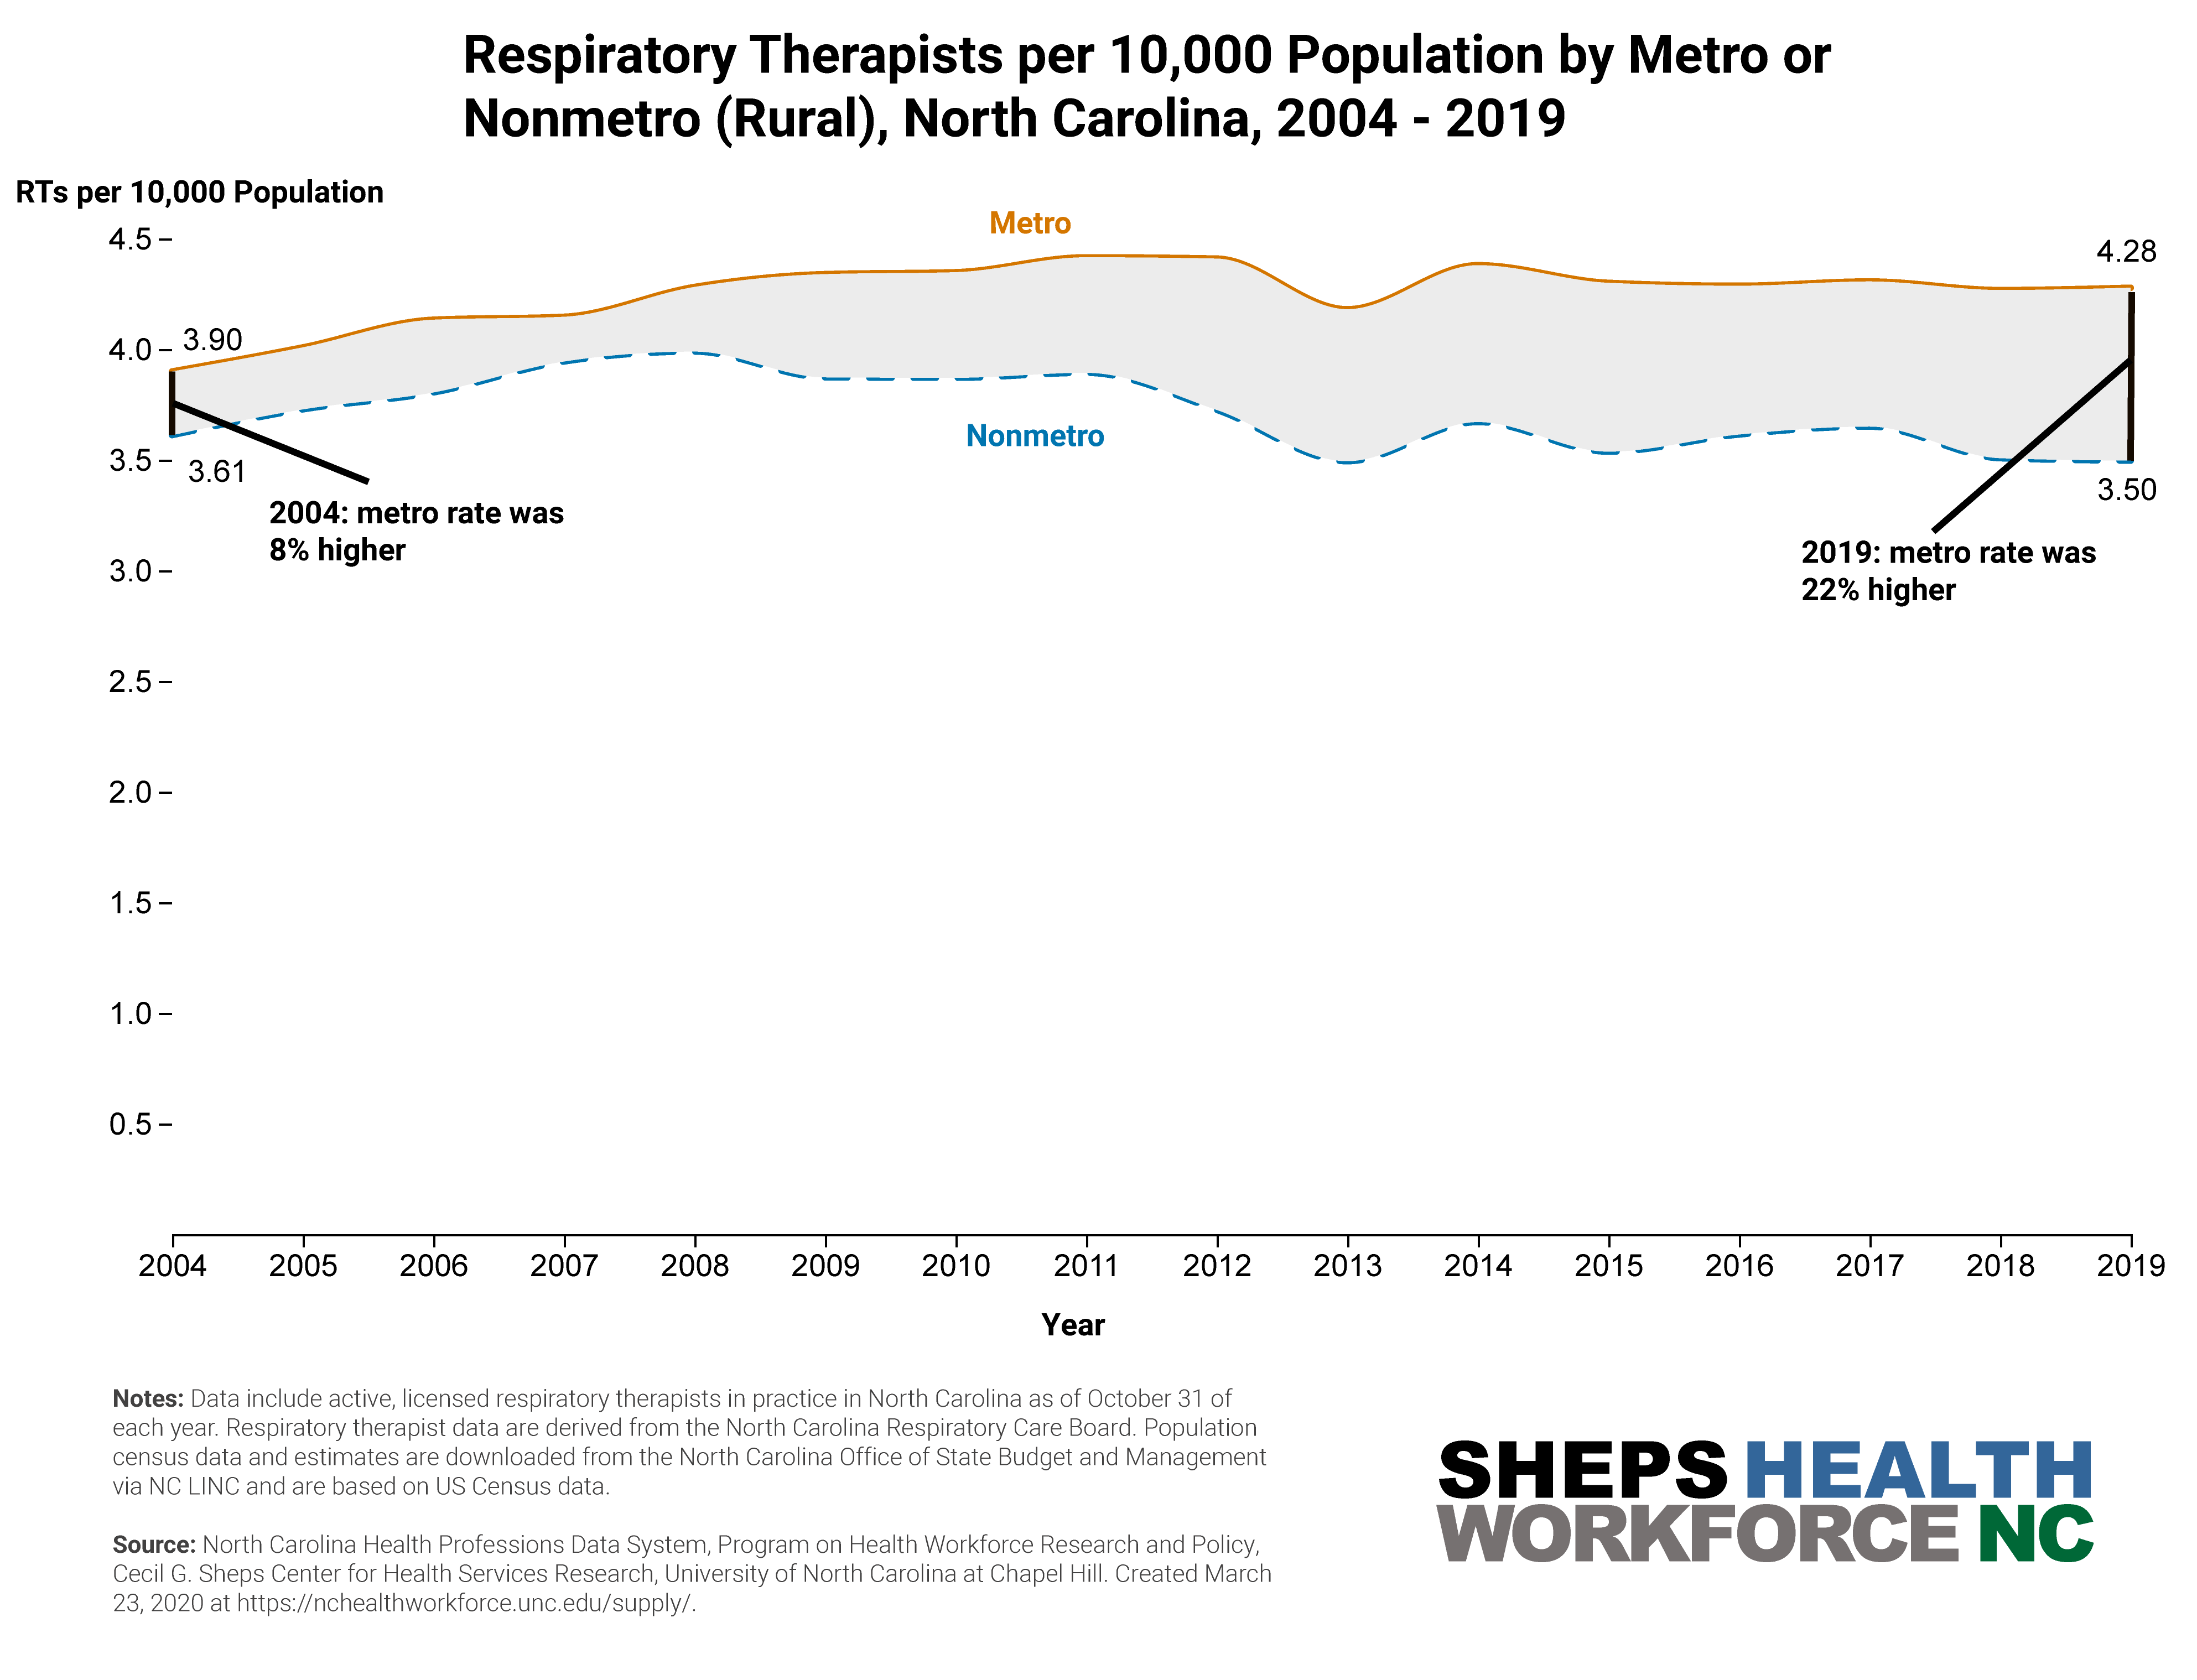 Respiratory Therapists per 10,000 Population by Metro or
Nonmetro (Rural), North Carolina, 2004 - 2019
RTs per 10,000 Population
Metro
4.5
4.28
3.90
4.0
Nonmetro
3.5
3.61
3.50
2004: metro rate was
8% higher
2019: metro rate was
22% higher
3.0
2.5
2.0
1.5
1.0
0.5
2004 2005 2006 2007 2008 2009 2010 2011 2012 2013 2014 2015 2016 2017 2018 2019
Year
Notes: Data include active, licensed respiratory therapists in practice in North Carolina as of October 31 of
each year. Respiratory therapist data are derived from the North Carolina Respiratory Care Board. Population
census data and estimates are downloaded from the North Carolina Office of State Budget and Management
via NC LINC and are based on US Census data.
Source: North Carolina Health Professions Data System, Program on Health Workforce Research and Policy,
Cecil G. Sheps Center for Health Services Research, University of North Carolina at Chapel Hill. Created March
23, 2020 at https://nchealthworkforce.unc.edu/supply/.
SHEPS HEALTH
WORKFORCE NC